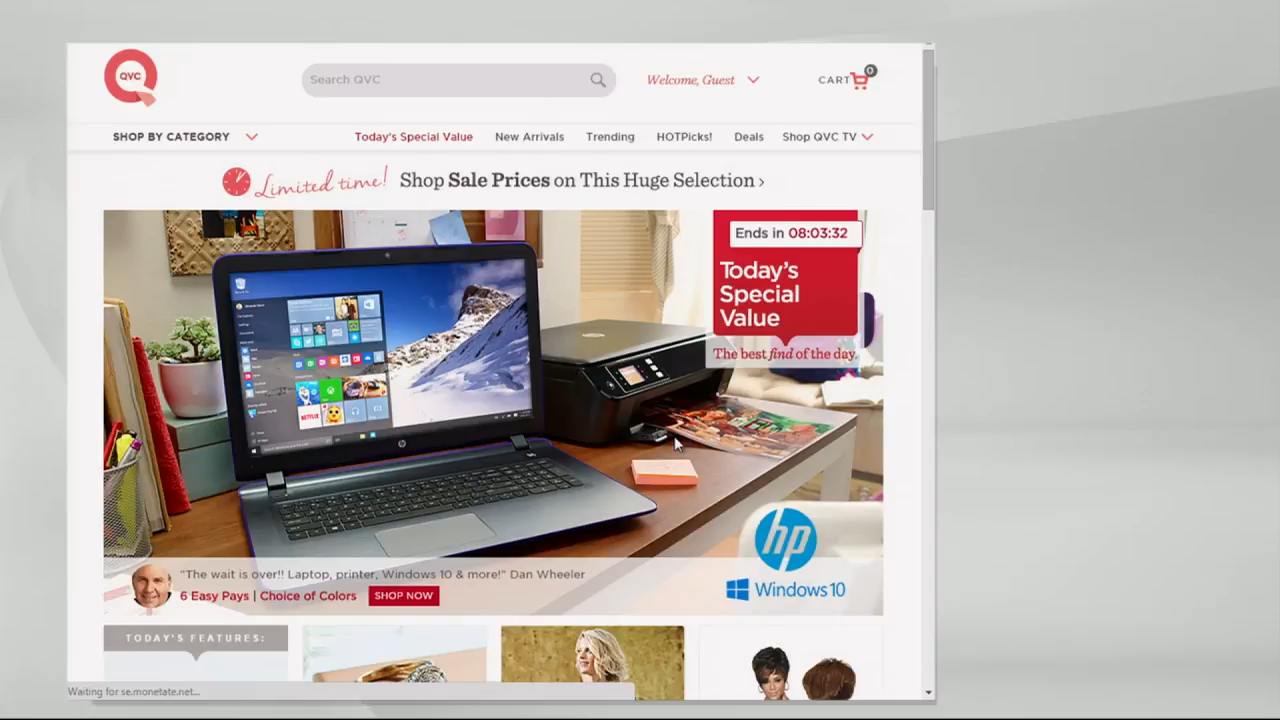 QVC
Search QVC
Welcome, Guest
CART
0
SHOP BY CATEGORY
Today's Special Value
New Arrivals
Trending
HOTPicks!
Deals
Shop QVC TV
Limited time! Shop Sale Prices on This Huge Selection ›
Ends in 08:03:32
Today's
Special
Value
The best find of the day.
NETFLIX
hp
Windows 10
"The wait is over!! Laptop, printer, Windows 10 & more!" Dan Wheeler
6 Easy Pays | Choice of Colors
SHOP NOW
TODAY'S FEATURES:
Waiting for se.monetate.net...